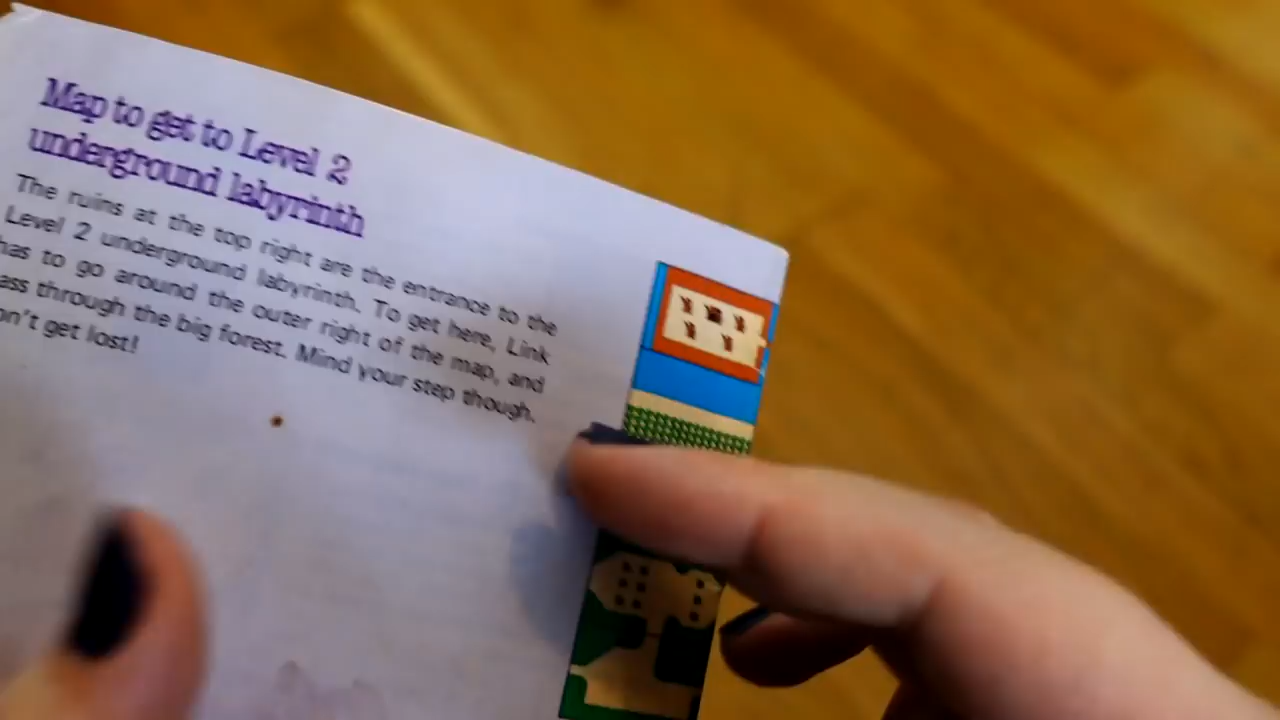 Map to get to Level 2
underground labyrinth
The ruins at the top right are the entrance to the
Level 2 underground labyrinth. To get here, Link
has to go around the outer right of the map, and
ass through the big forest. Mind your step though.
on't get lost!